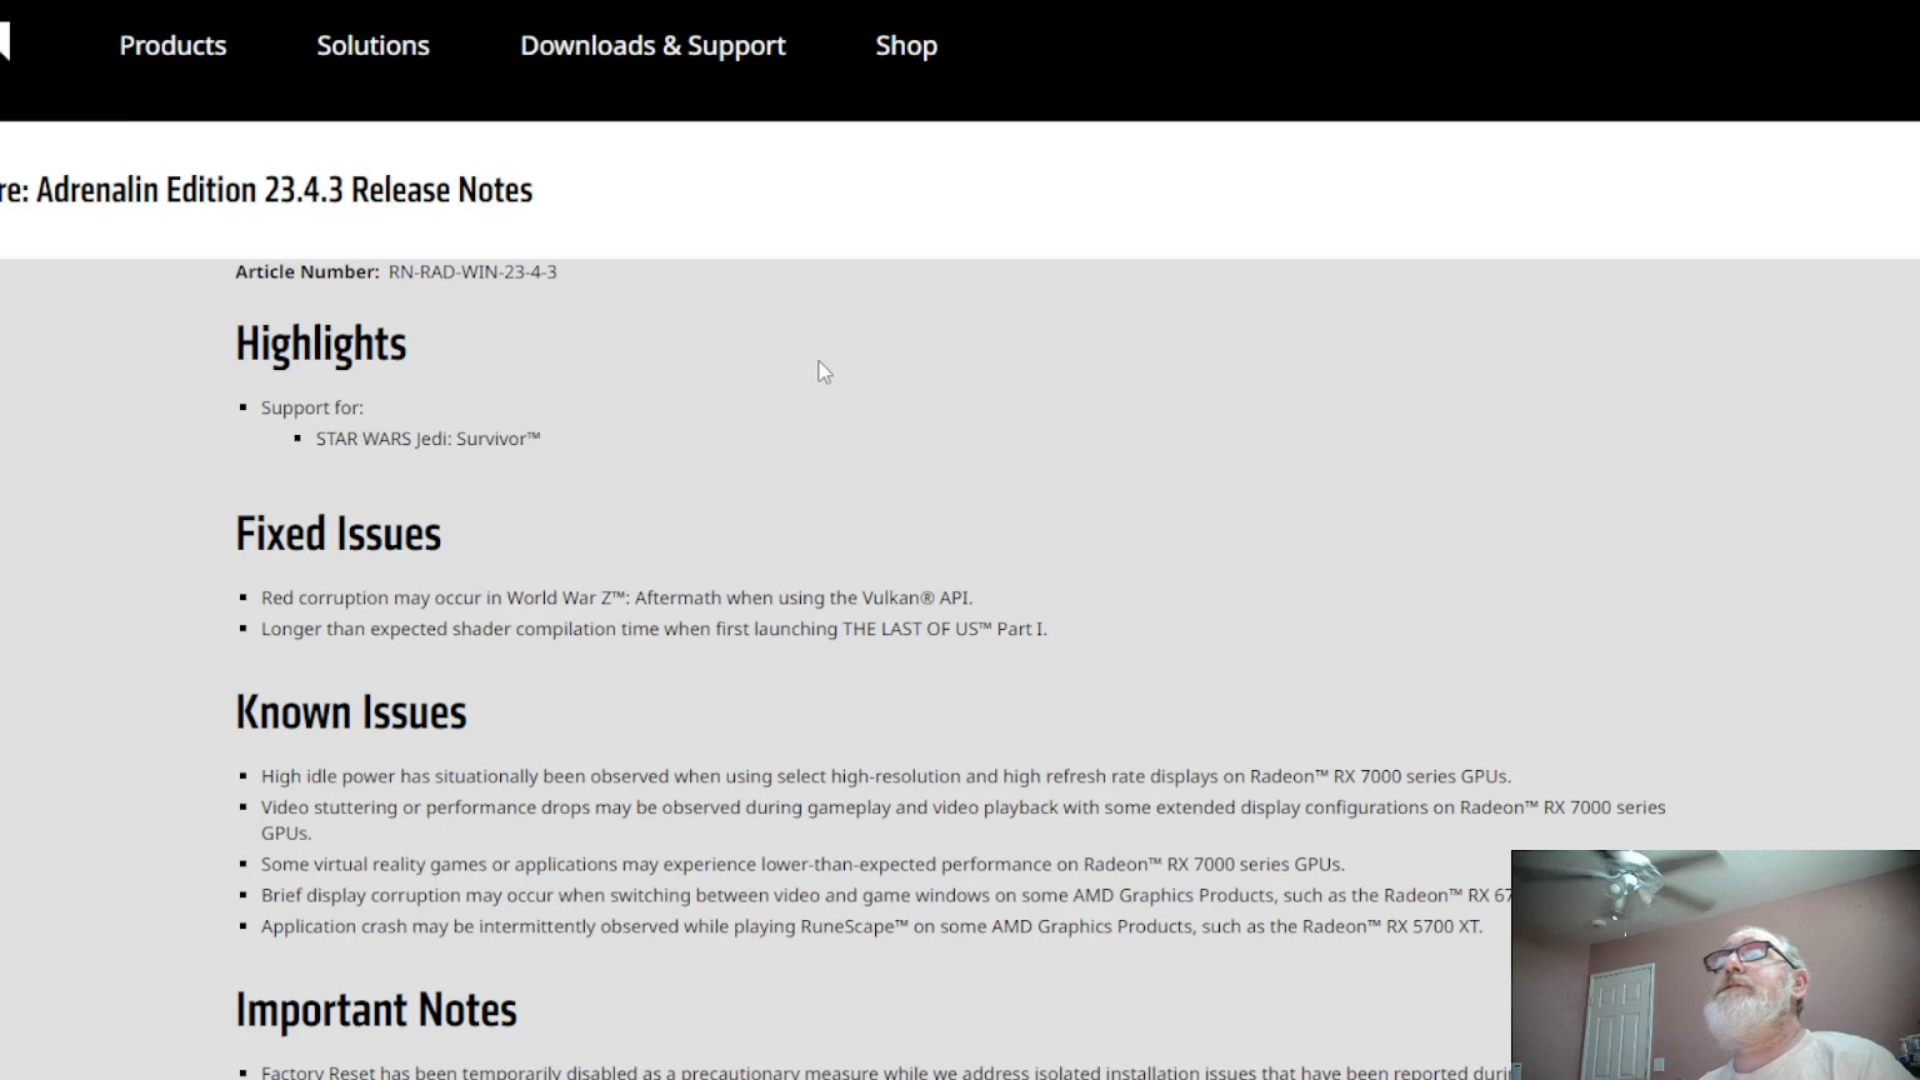 Products Solutions Downloads & Support Shop
re: Adrenalin Edition 23.4.3 Release Notes
Article Number: RN-RAD-WIN-23-4-3
Highlights
Support for:
STAR WARS Jedi: Survivor™
Fixed Issues
Red corruption may occur in World War Z™: Aftermath when using the Vulkan® API.
Longer than expected shader compilation time when first launching THE LAST OF US™ Part I.
Known Issues
High idle power has situationally been observed when using select high-resolution and high refresh rate displays on Radeon™ RX 7000 series GPUs.
Video stuttering or performance drops may be observed during gameplay and video playback with some extended display configurations on Radeon™ RX 7000 series
GPUs.
Some virtual reality games or applications may experience lower-than-expected performance on Radeon™ RX 7000 series GPUs.
Brief display corruption may occur when switching between video and game windows on some AMD Graphics Products, such as the Radeon™ RX 67
Application crash may be intermittently observed while playing RuneScape™ on some AMD Graphics Products, such as the Radeon™ RX 5700 XT.
Important Notes
Factory Reset has been temporarily disabled as a precautionary measure while we address isolated installation issues that have been reported duri